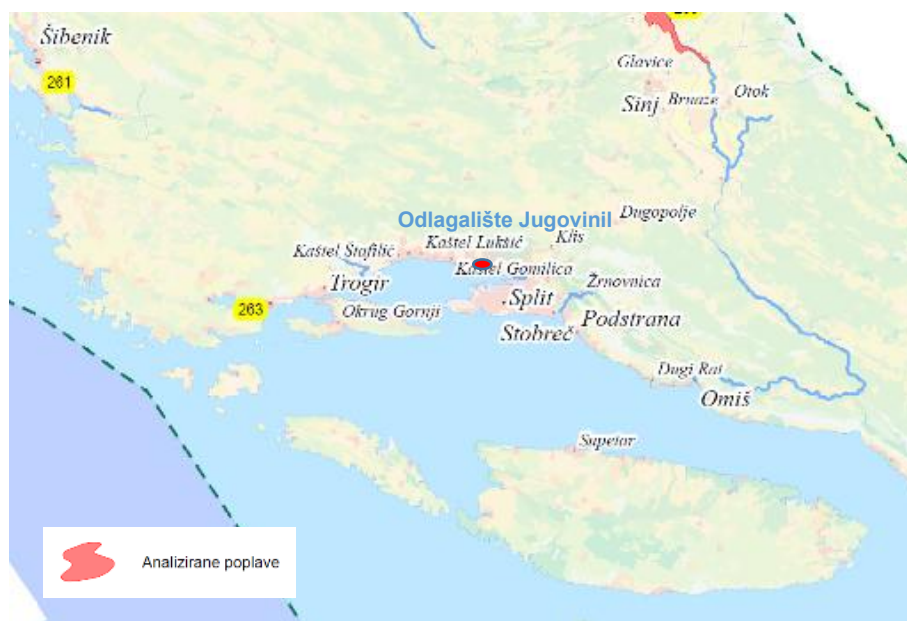 Šibenik
261
Glavice
Sinj
Brnaze
Otok
Odlagalište Jugovinil
Dugopolje
Kaštel Štafilić
Kaštel Lukšić
Klis
Kaštel Gomilica
Trogir
Žrnovnica
263
Okrug Gornji
Split
Stobreč
Podstrana
Dugi Rat
Omiš
Supetar
Analizirane poplave